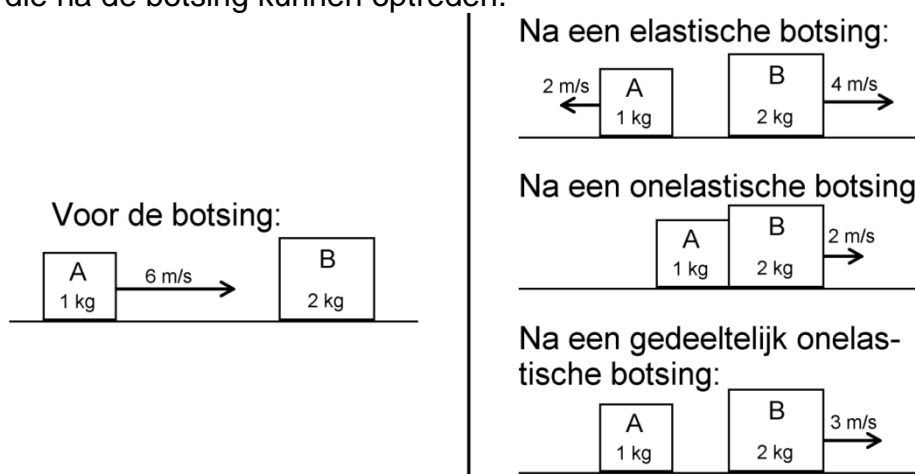 die na de botsing kunnen optreden.
Voor de botsing:
A
1 kg
6 m/s
B
2 kg
Na een elastische botsing:
2 m/s
A
1 kg
B
2 kg
4 m/s
Na een onelastische botsing
A
1 kg
B
2 kg
2 m/s
Na een gedeeltelijk onelas-
tische botsing:
A
1 kg
B
2 kg
3 m/s